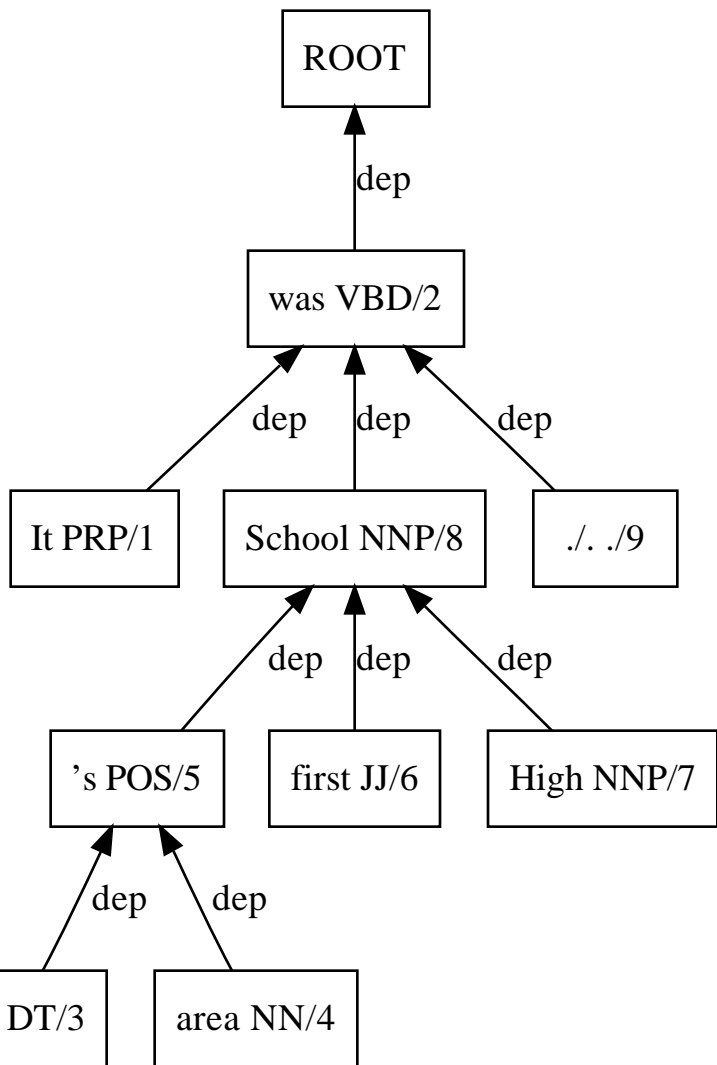 ROOT
dep
was VBD/2
dep dep dep
It PRP/1 School NNP/8 ./. ./9
dep dep dep
’s POS/5 first JJ/6 High NNP/7
dep dep
DT/3 area NN/4